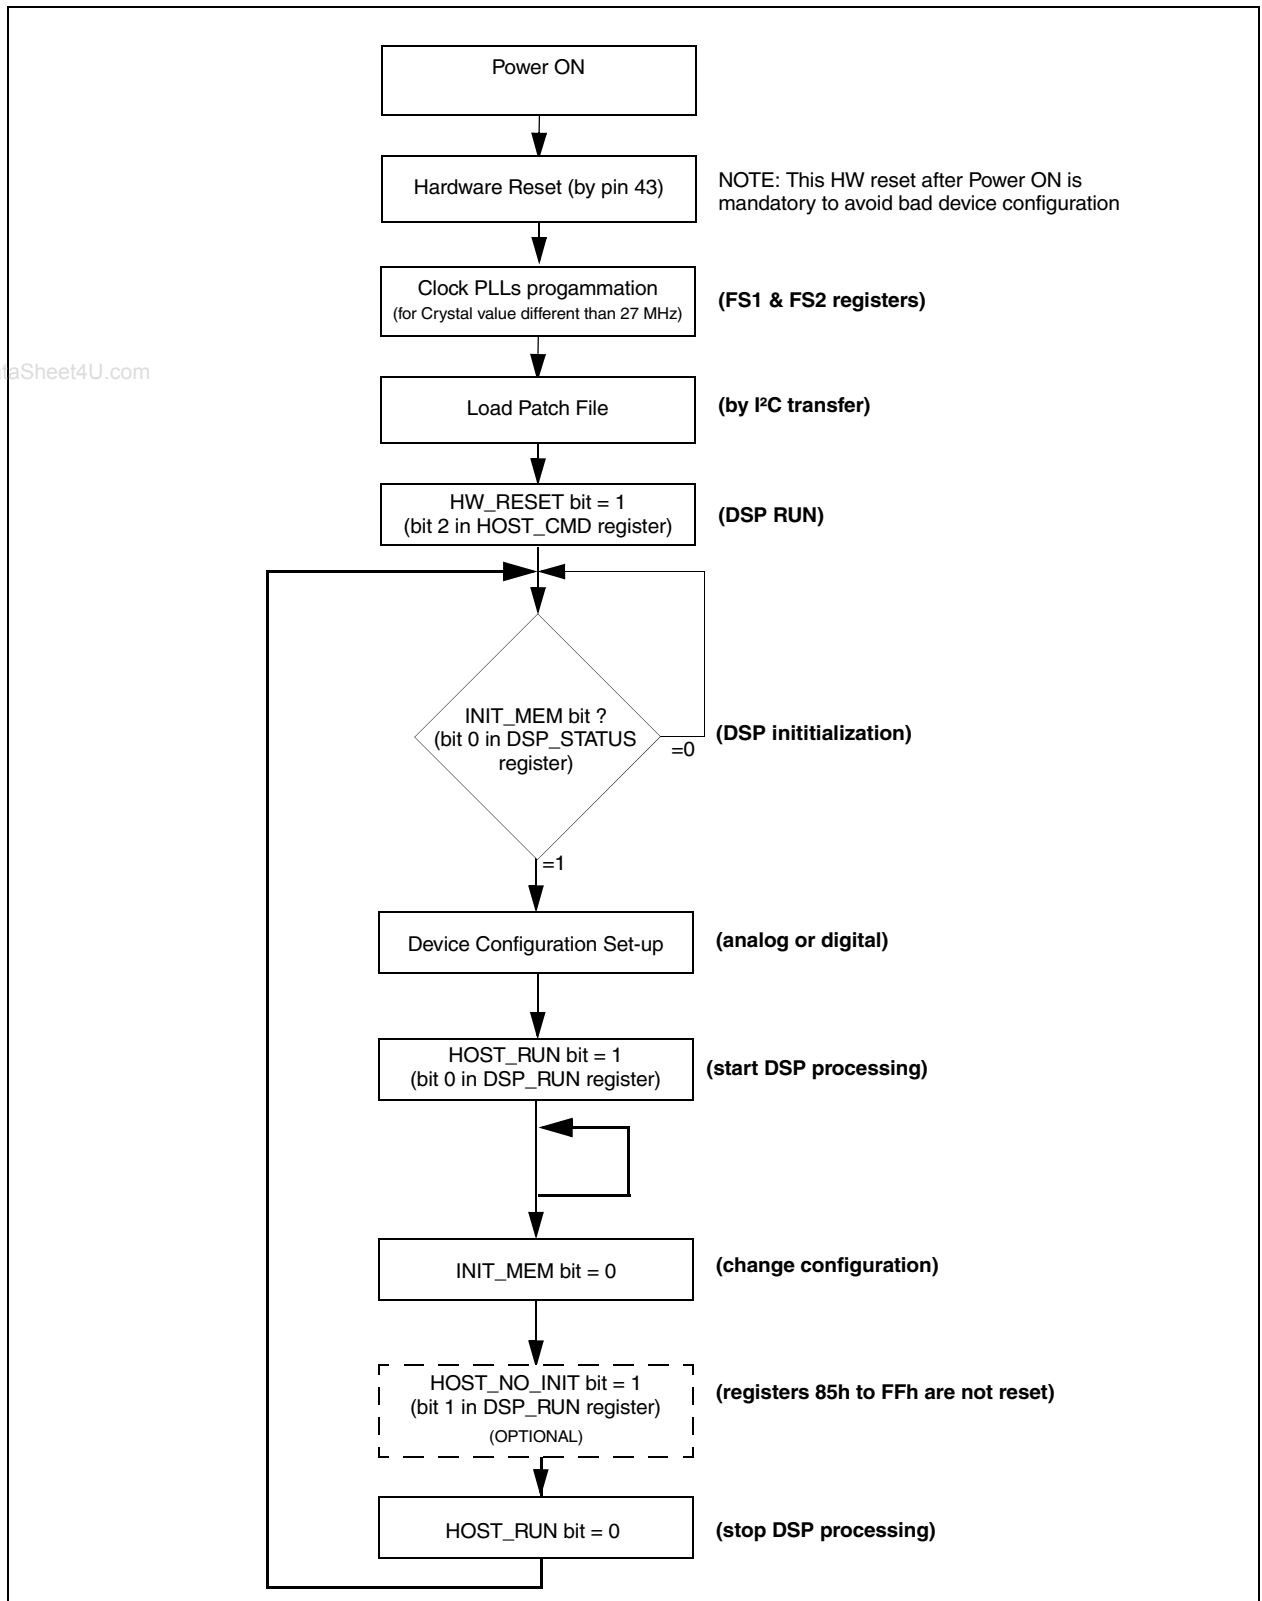 Power ON
Hardware Reset (by pin 43)
NOTE: This HW reset after Power ON is
mandatory to avoid bad device configuration
Clock PLLs progammation
(for Crystal value different than 27 MHz)
(FS1 & FS2 registers)
taSheet4U.com
Load Patch File
(by I²C transfer)
HW_RESET bit = 1
(bit 2 in HOST_CMD register)
(DSP RUN)
INIT_MEM bit ?
(bit 0 in DSP_STATUS
register)
=0
(DSP inititialization)
=1
Device Configuration Set-up
(analog or digital)
HOST_RUN bit = 1
(bit 0 in DSP_RUN register)
(start DSP processing)
INIT_MEM bit = 0
(change configuration)
HOST_NO_INIT bit = 1
(bit 1 in DSP_RUN register)
(OPTIONAL)
(registers 85h to FFh are not reset)
HOST_RUN bit = 0
(stop DSP processing)